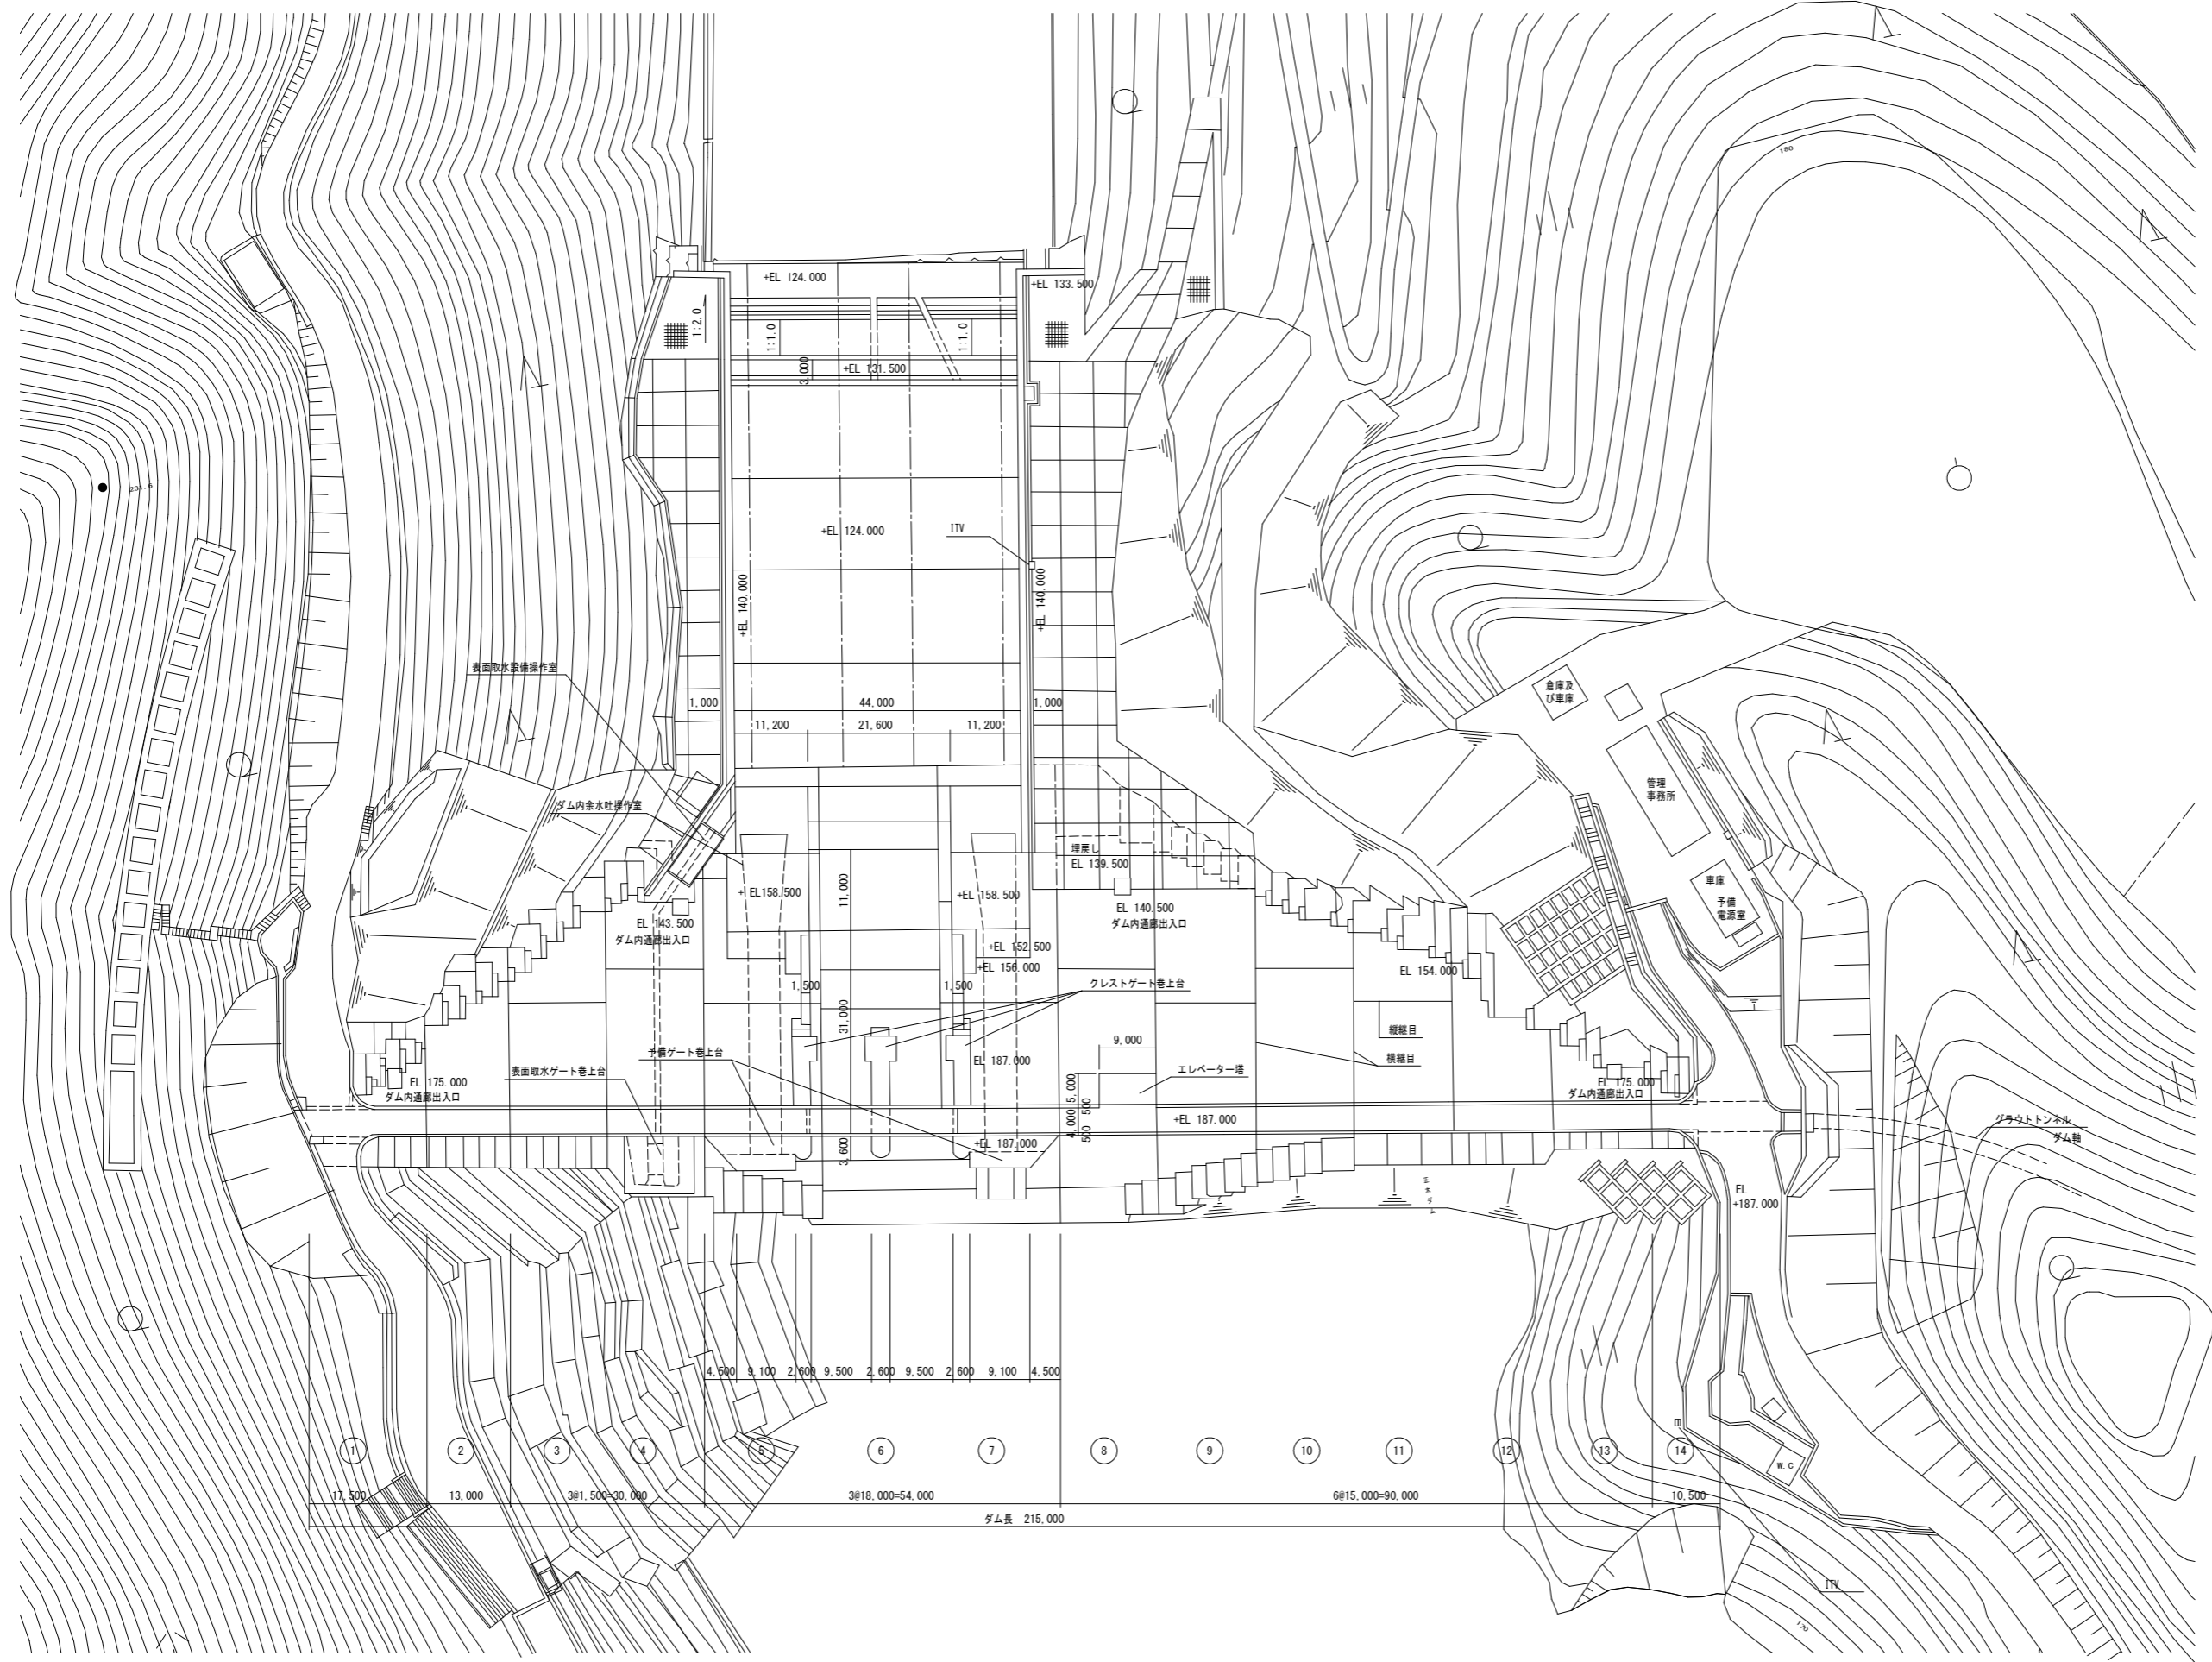 180
+EL 124.000
+EL 133.500
1:2.0
1:1.0
1:1.0
3,000
+EL 131.500
231.6
+EL 124.000
ITV
+EL 140.000
+EL 140.000
表面取水設備操作室
倉庫及
び車庫
1,000
44,000
1,000
11,200
21,600
11,200
管理
事務所
ダム内余水吐操作室
埋戻し
EL 139.500
車庫
予備
電源室
+ EL158.500
11,000
+EL 158.500
EL 140.500
ダム内通廊出入口
EL 143.500
ダム内通廊出入口
+EL 152.500
+EL 156.000
EL 154.000
1,500
1,500
クレストゲート巻上台
31,000
縦継目
9,000
予備ゲート巻上台
EL 187.000
横継目
表面取水ゲート巻上台
エレベーター塔
EL 175.000
ダム内通廊出入口
EL 175.000
ダム内通廊出入口
5,000
500
4,000
500
+EL 187.000
グラウトトンネル
ダム軸
+EL 187.000
3,600
EL
+187.000
4,500
9,100
2,600
9,500
2,600
9,500
2,600
9,100
4,500
1
2
3
4
5
6
7
8
9
10
11
12
13
14
W.C
17,500
13,000
3@1,500=30,000
3@18,000=54,000
6@15,000=90,000
10,500
ダム長 215,000
ITV
170